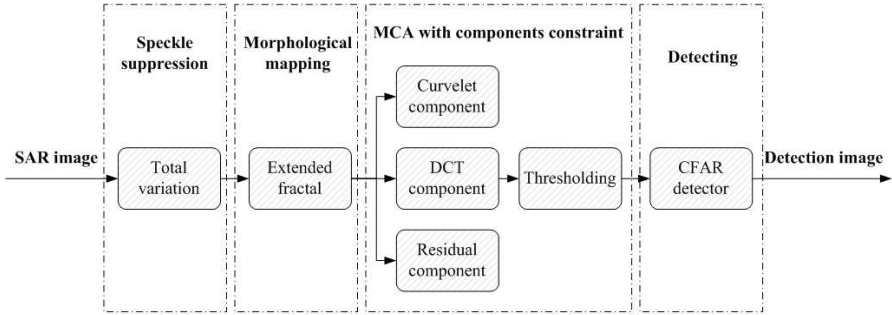 Speckle
suppression
Morphological
mapping
MCA with components constraint
Detecting
SAR image
Total
variation
Extended
fractal
Curvelet
component
DCT
component
Residual
component
Thresholding
CFAR
detector
Detection image